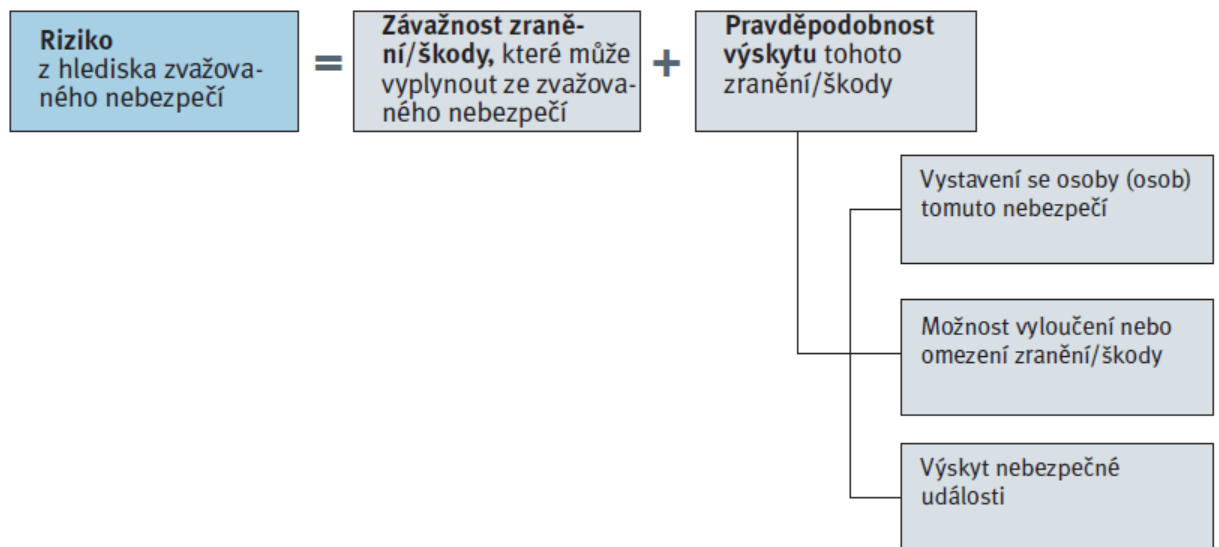 Riziko
z hlediska zvažova-
ného nebezpečí
=
Závažnost zraně-
ní/škody, které může
vyplynout ze zvažova-
ného nebezpečí
+
Pravděpodobnost
výskytu tohoto
zranění/škody
Vystavení se osoby (osob)
tomuto nebezpečí
Možnost vyloučení nebo
omezení zranění/škody
Výskyt nebezpečné
události